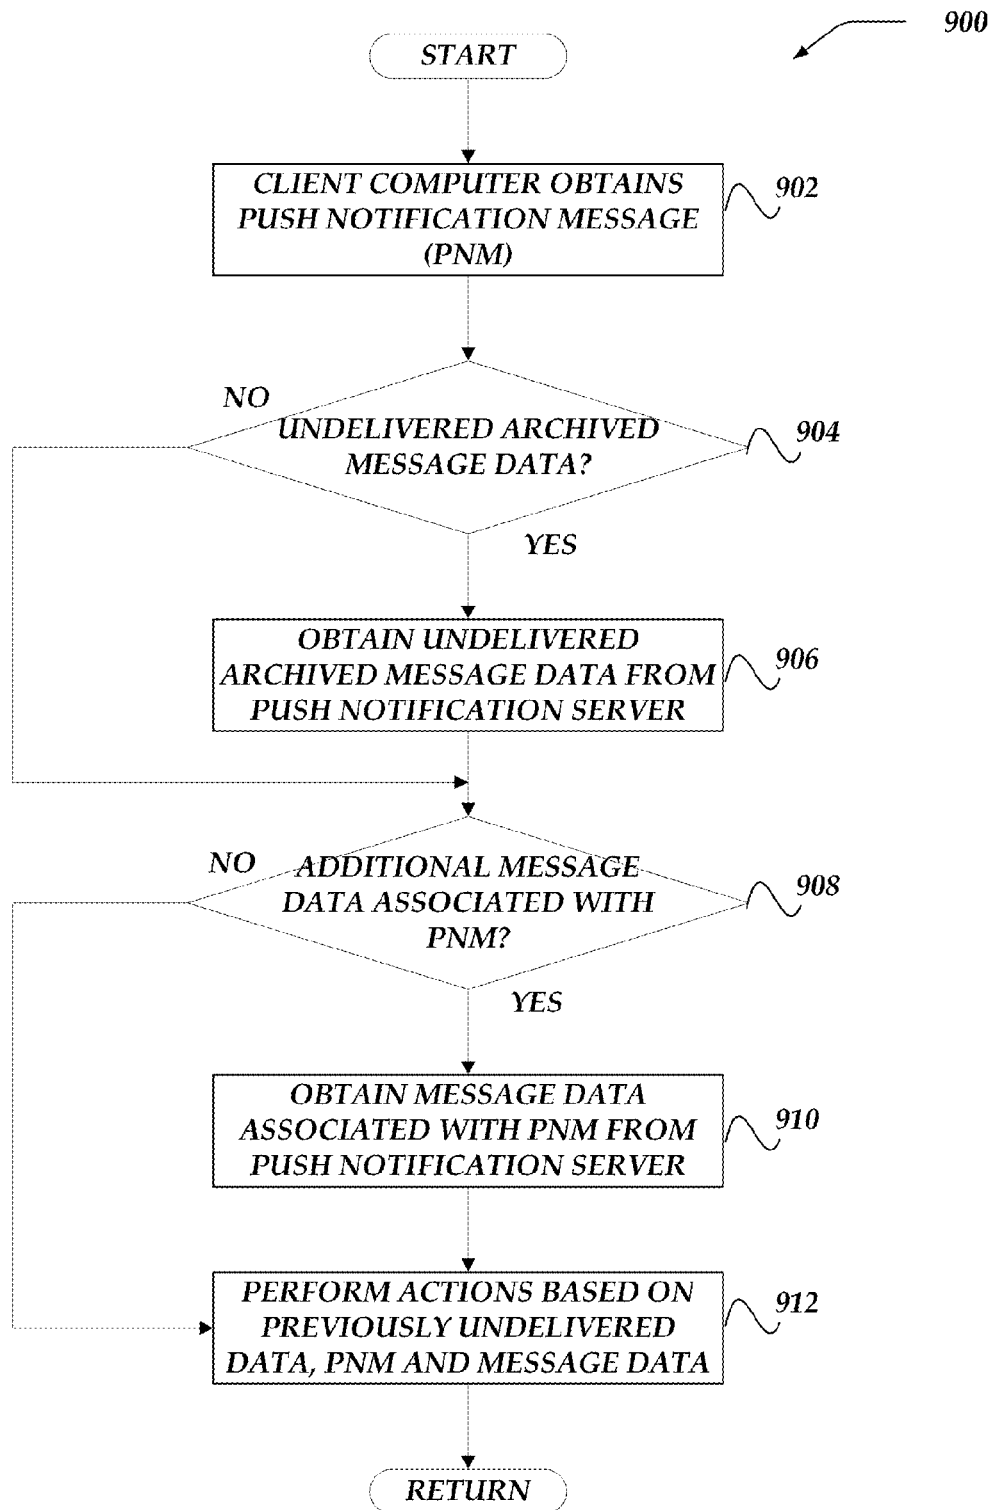 900
START
CLIENT COMPUTER OBTAINS
PUSH NOTIFICATION MESSAGE
(PNM)
902
NO
UNDELIVERED ARCHIVED
MESSAGE DATA?
904
YES
OBTAIN UNDELIVERED
ARCHIVED MESSAGE DATA FROM
PUSH NOTIFICATION SERVER
906
NO
ADDITIONAL MESSAGE
DATA ASSOCIATED WITH
PNM?
908
YES
OBTAIN MESSAGE DATA
ASSOCIATED WITH PNM FROM
PUSH NOTIFICATION SERVER
910
PERFORM ACTIONS BASED ON
PREVIOUSLY UNDELIVERED
DATA, PNM AND MESSAGE DATA
912
RETURN